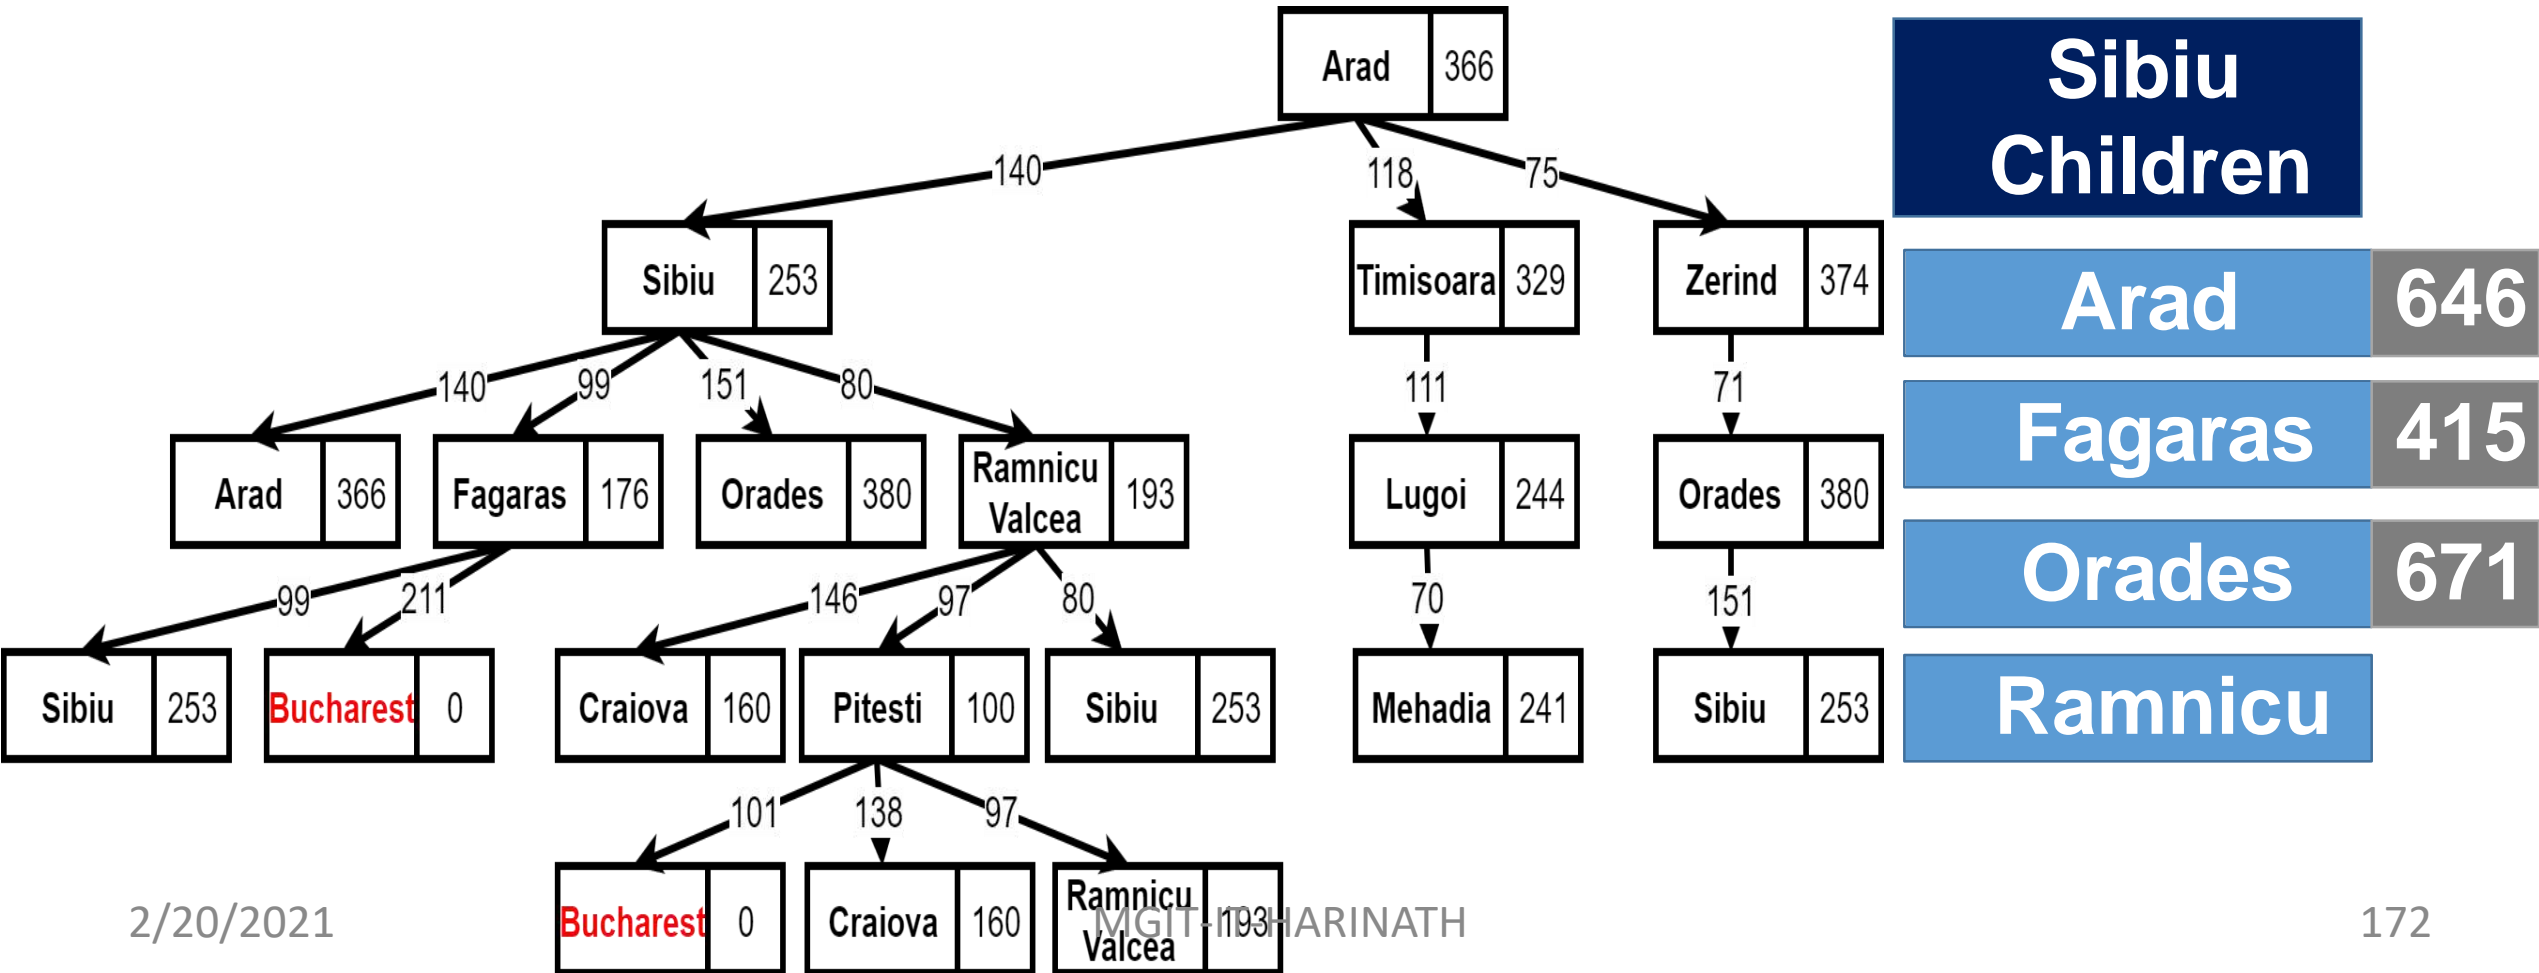 Arad 366
Sibiu
Children
140
118
75
Sibiu 253
Timisoara 329
Zerind 374
Arad 646
140
99
151
80
111
71
Fagaras 415
Arad 366
Fagaras 176
Orades 380
Ramnicu
Valcea
193
Lugoi 244
Orades 380
Orades 671
99
211
146
97
80
70
151
Sibiu 253
Bucharest 0
Craiova 160
Pitesti 100
Sibiu 253
Mehadia 241
Sibiu 253
Ramnicu
101
138
97
Bucharest 0
Craiova 160
Ramnicu
Valcea
193
2/20/2021
MGIT-IT-HARINATH
172